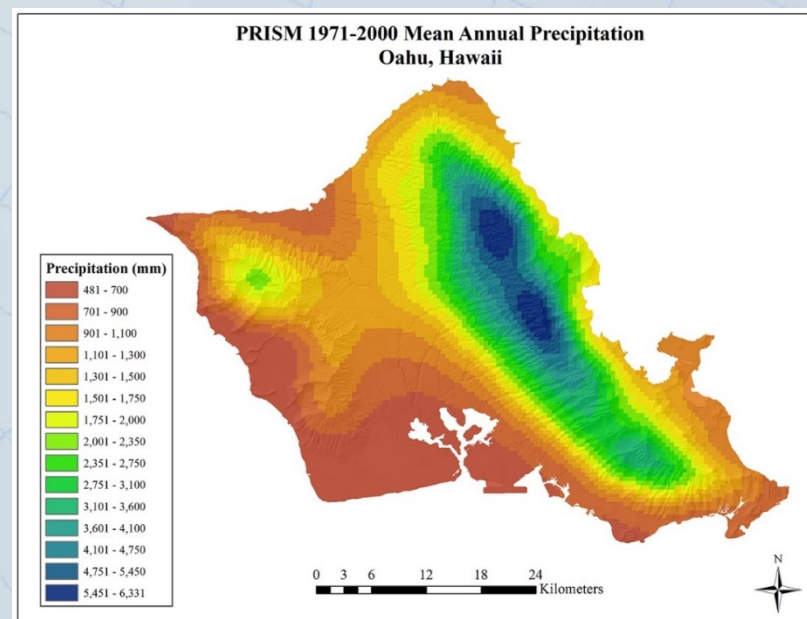 PRISM 1971-2000 Mean Annual Precipitation
Oahu, Hawaii
Precipitation (mm)
481 - 700
701 - 900
901 - 1,100
1,101 - 1,300
1,301 - 1,500
1,501 - 1,750
1,751 - 2,000
2,001 - 2,350
2,351 - 2,750
2,751 - 3,100
3,101 - 3,600
3,601 - 4,100
4,101 - 4,750
4,751 - 5,450
5,451 - 6,331
0 3 6 12 18 24
Kilometers
N